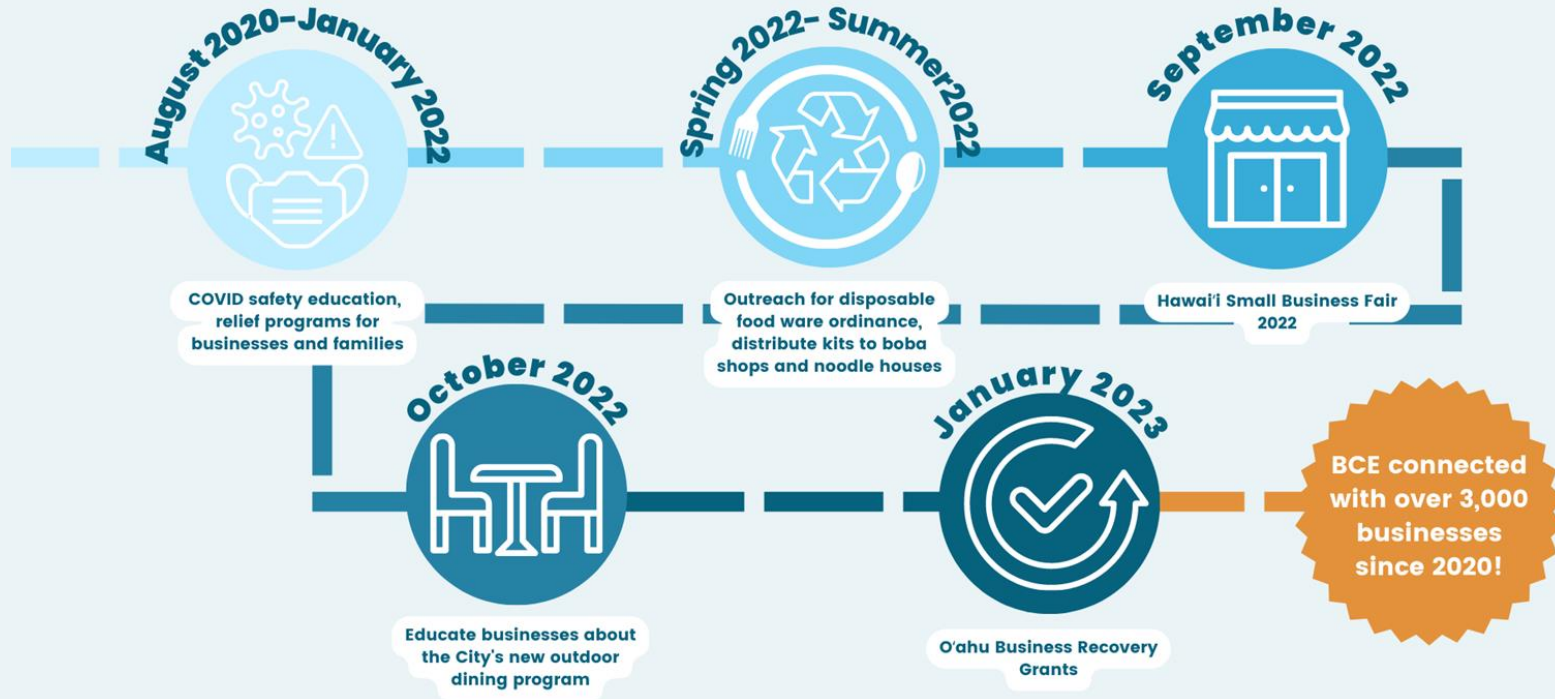 August 2020-January 2022
COVID safety education,
relief programs for
businesses and families
Spring 2022- Summer2022
Outreach for disposable
food ware ordinance,
distribute kits to boba
shops and noodle houses
September 2022
Hawaiʻi Small Business Fair
2022
October 2022
Educate businesses about
the City's new outdoor
dining program
January 2023
Oʻahu Business Recovery
Grants
BCE connected
with over 3,000
businesses
since 2020!